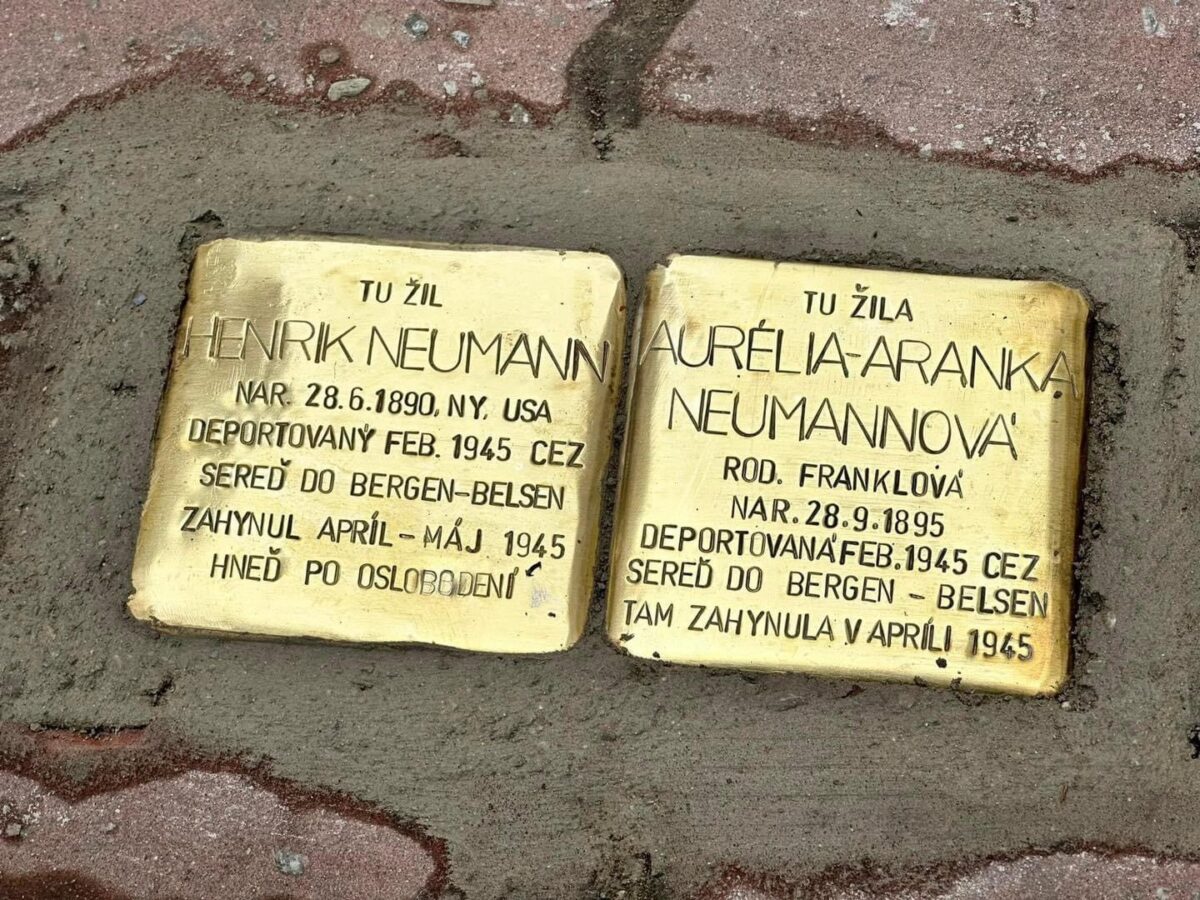 TU ŽIL
HENRIK NEUMANN
NAR. 28.6.1890, NY, USA
DEPORTOVANÝ FEB. 1945 CEZ
SEREĎ DO BERGEN-BELSEN
ZAHYNUL APRÍL - MÁJ 1945
HNEĎ PO OSLOBODENÍ
TU ŽILA
AURÉLIA-ARANKA
NEUMANNOVÁ
ROD. FRANKLOVÁ
NAR. 28.9.1895
DEPORTOVANÁ FEB. 1945 CEZ
SEREĎ DO BERGEN - BELSEN
TAM ZAHYNULA V APRÍLI 1945